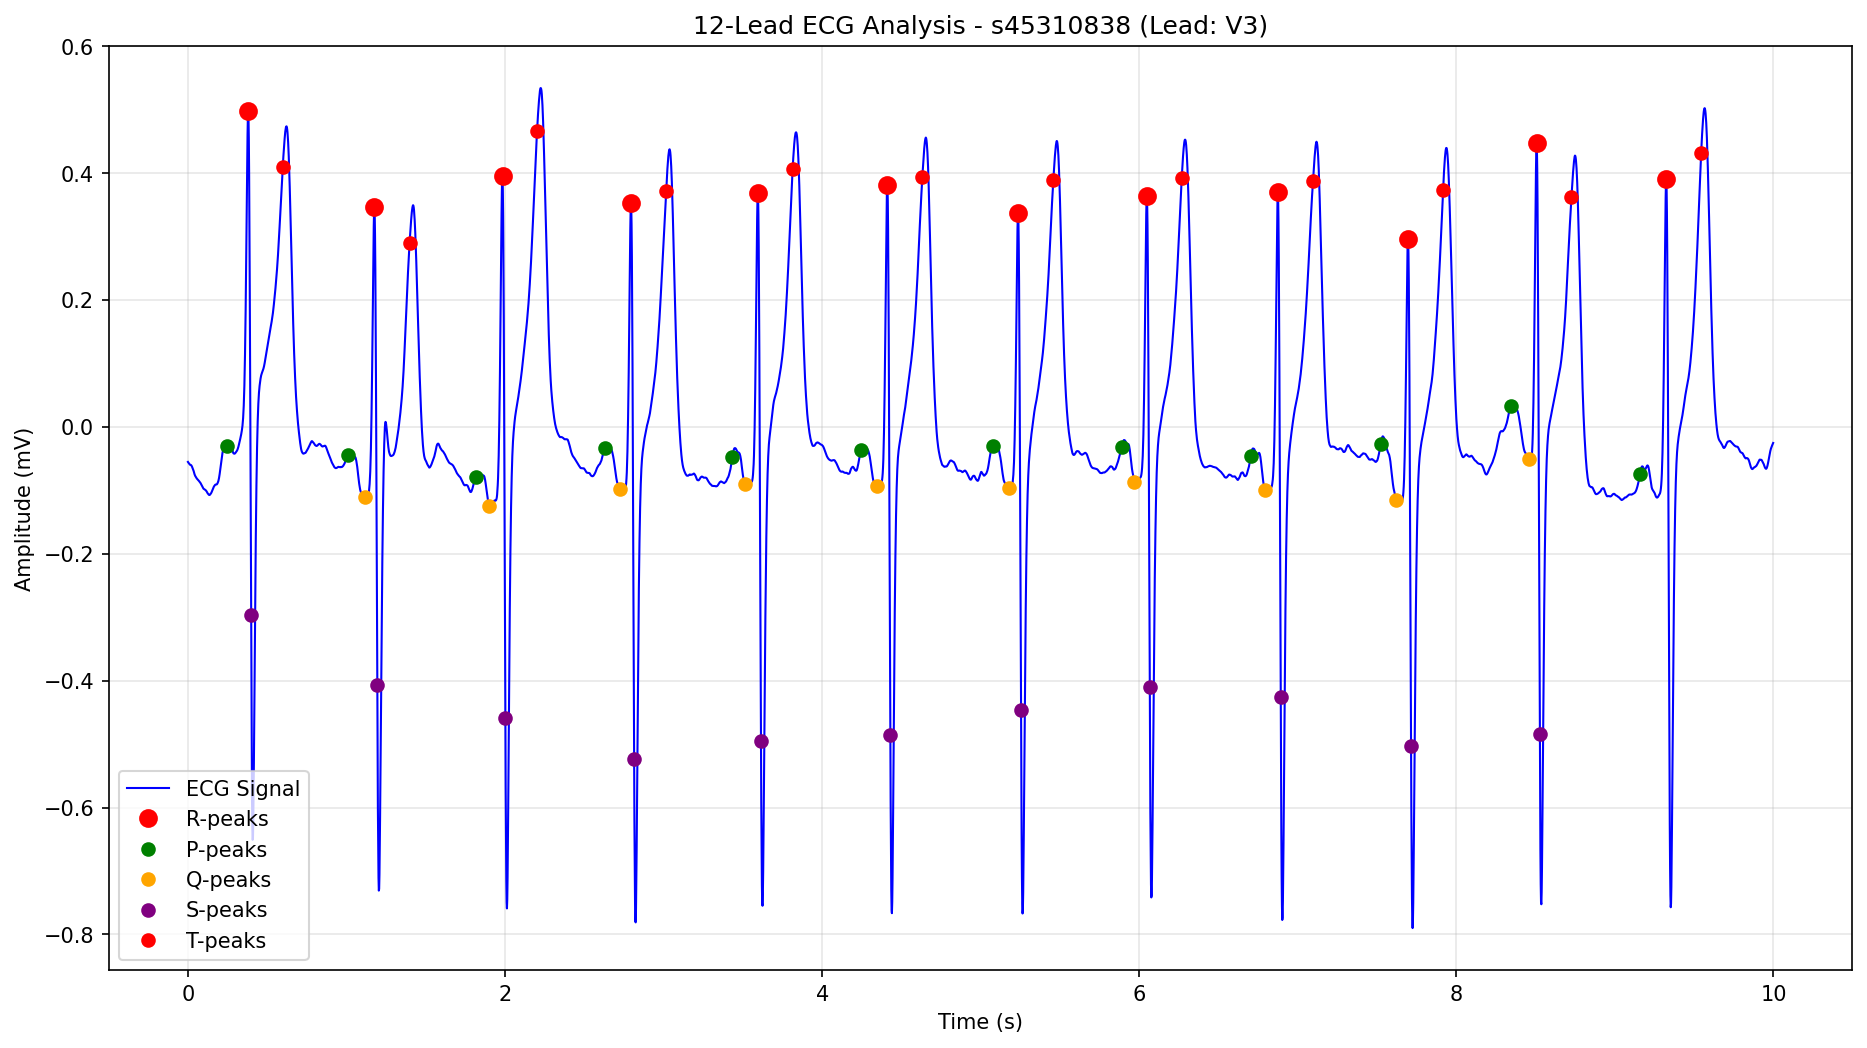 12-Lead ECG Analysis - s45310838 (Lead: V3)
Amplitude (mV)
0.6
0.4
0.2
0.0
−0.2
−0.4
−0.6
−0.8
ECG Signal
R-peaks
P-peaks
Q-peaks
S-peaks
T-peaks
0 2 4 6 8 10
Time (s)